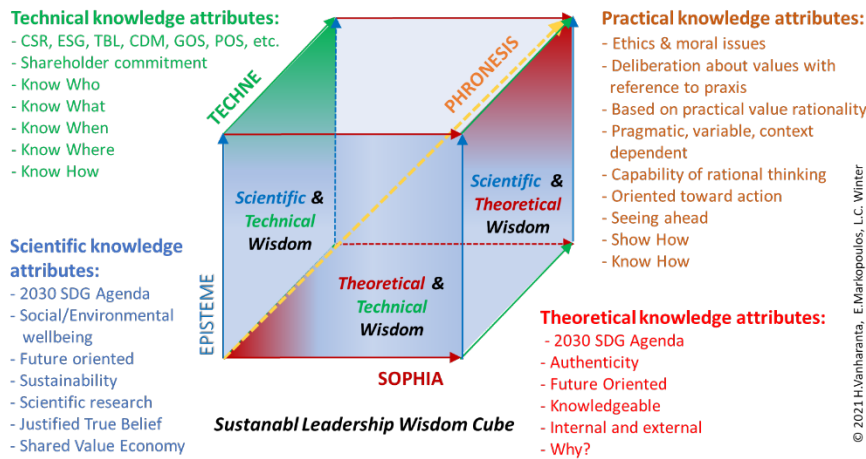 Technical knowledge attributes:
- CSR, ESG, TBL, CDM, GOS, POS, etc.
- Shareholder commitment
- Know Who
- Know What
- Know When
- Know Where
- Know How
Scientific knowledge
attributes:
- 2030 SDG Agenda
- Social/Environmental
wellbeing
- Future oriented
- Sustainability
- Scientific research
- Justified True Belief
- Shared Value Economy
TECHNE
PHRONESIS
EPISTEME
SOPHIA
Scientific &
Technical
Wisdom
Scientific &
Theoretical
Wisdom
Theoretical &
Technical
Wisdom
Sustanabl Leadership Wisdom Cube
Practical knowledge attributes:
- Ethics & moral issues
- Deliberation about values with
reference to praxis
- Based on practical value rationality
- Pragmatic, variable, context
dependent
- Capability of rational thinking
- Oriented toward action
- Seeing ahead
- Show How
- Know How
Theoretical knowledge attributes:
- 2030 SDG Agenda
- Authenticity
- Future Oriented
- Knowledgeable
- Internal and external
- Why?
© 2021 H.Vanharanta, E.Markopoulos, L.C. Winter